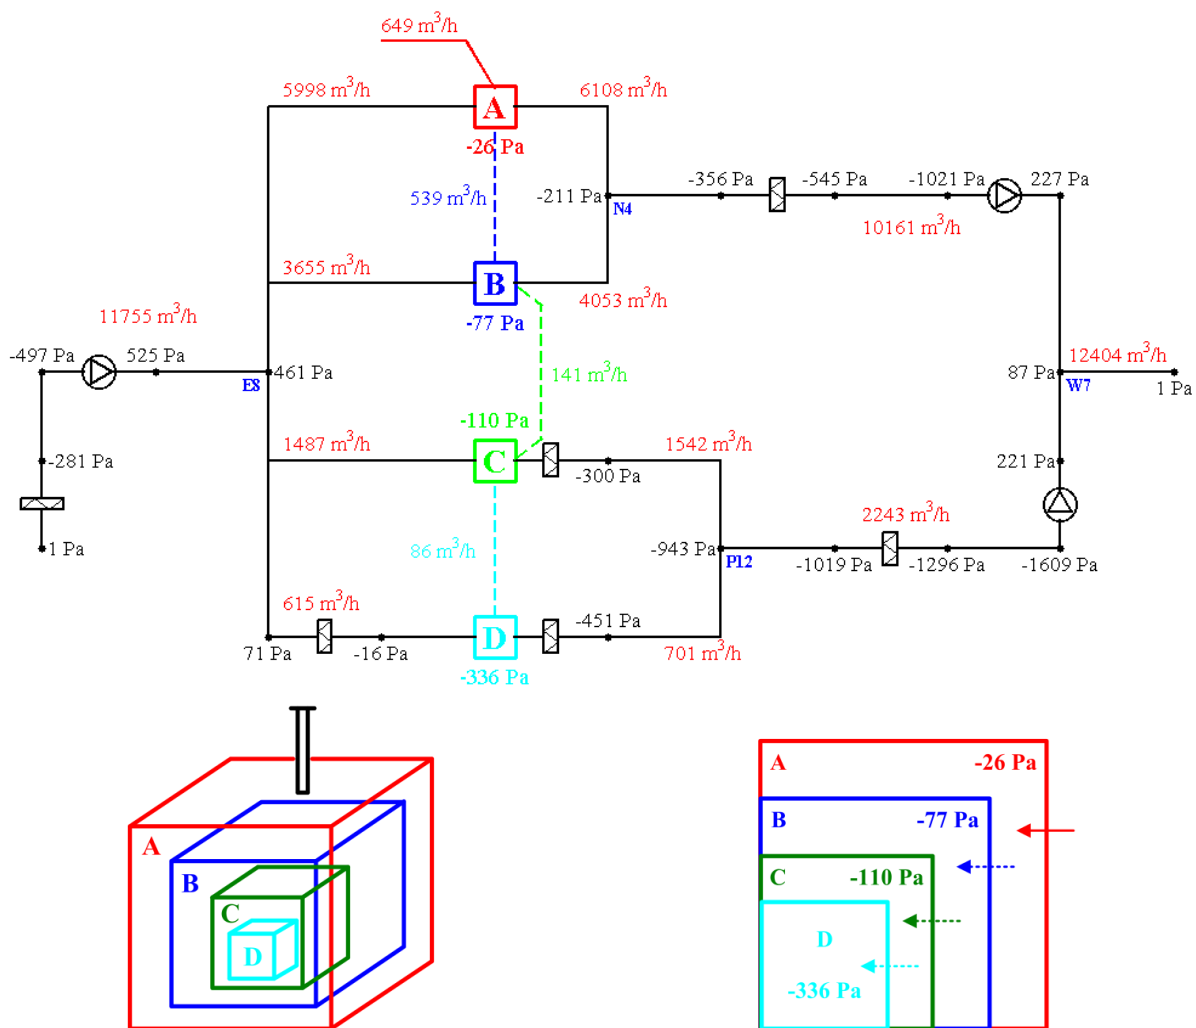 649 m³/h
5998 m³/h
A
6108 m³/h
-26 Pa
-356 Pa
-545 Pa
-1021 Pa
227 Pa
539 m³/h
-211 Pa
N4
10161 m³/h
3655 m³/h
B
4053 m³/h
-77 Pa
11755 m³/h
-497 Pa
525 Pa
E8
461 Pa
141 m³/h
87 Pa
W7
12404 m³/h
1 Pa
-110 Pa
1487 m³/h
C
1542 m³/h
-281 Pa
-300 Pa
221 Pa
2243 m³/h
1 Pa
86 m³/h
-943 Pa
P12
-1019 Pa
-1296 Pa
-1609 Pa
615 m³/h
D
-451 Pa
71 Pa
-16 Pa
701 m³/h
-336 Pa
A
B
C
D
A
-26 Pa
B
-77 Pa
C
-110 Pa
D
-336 Pa